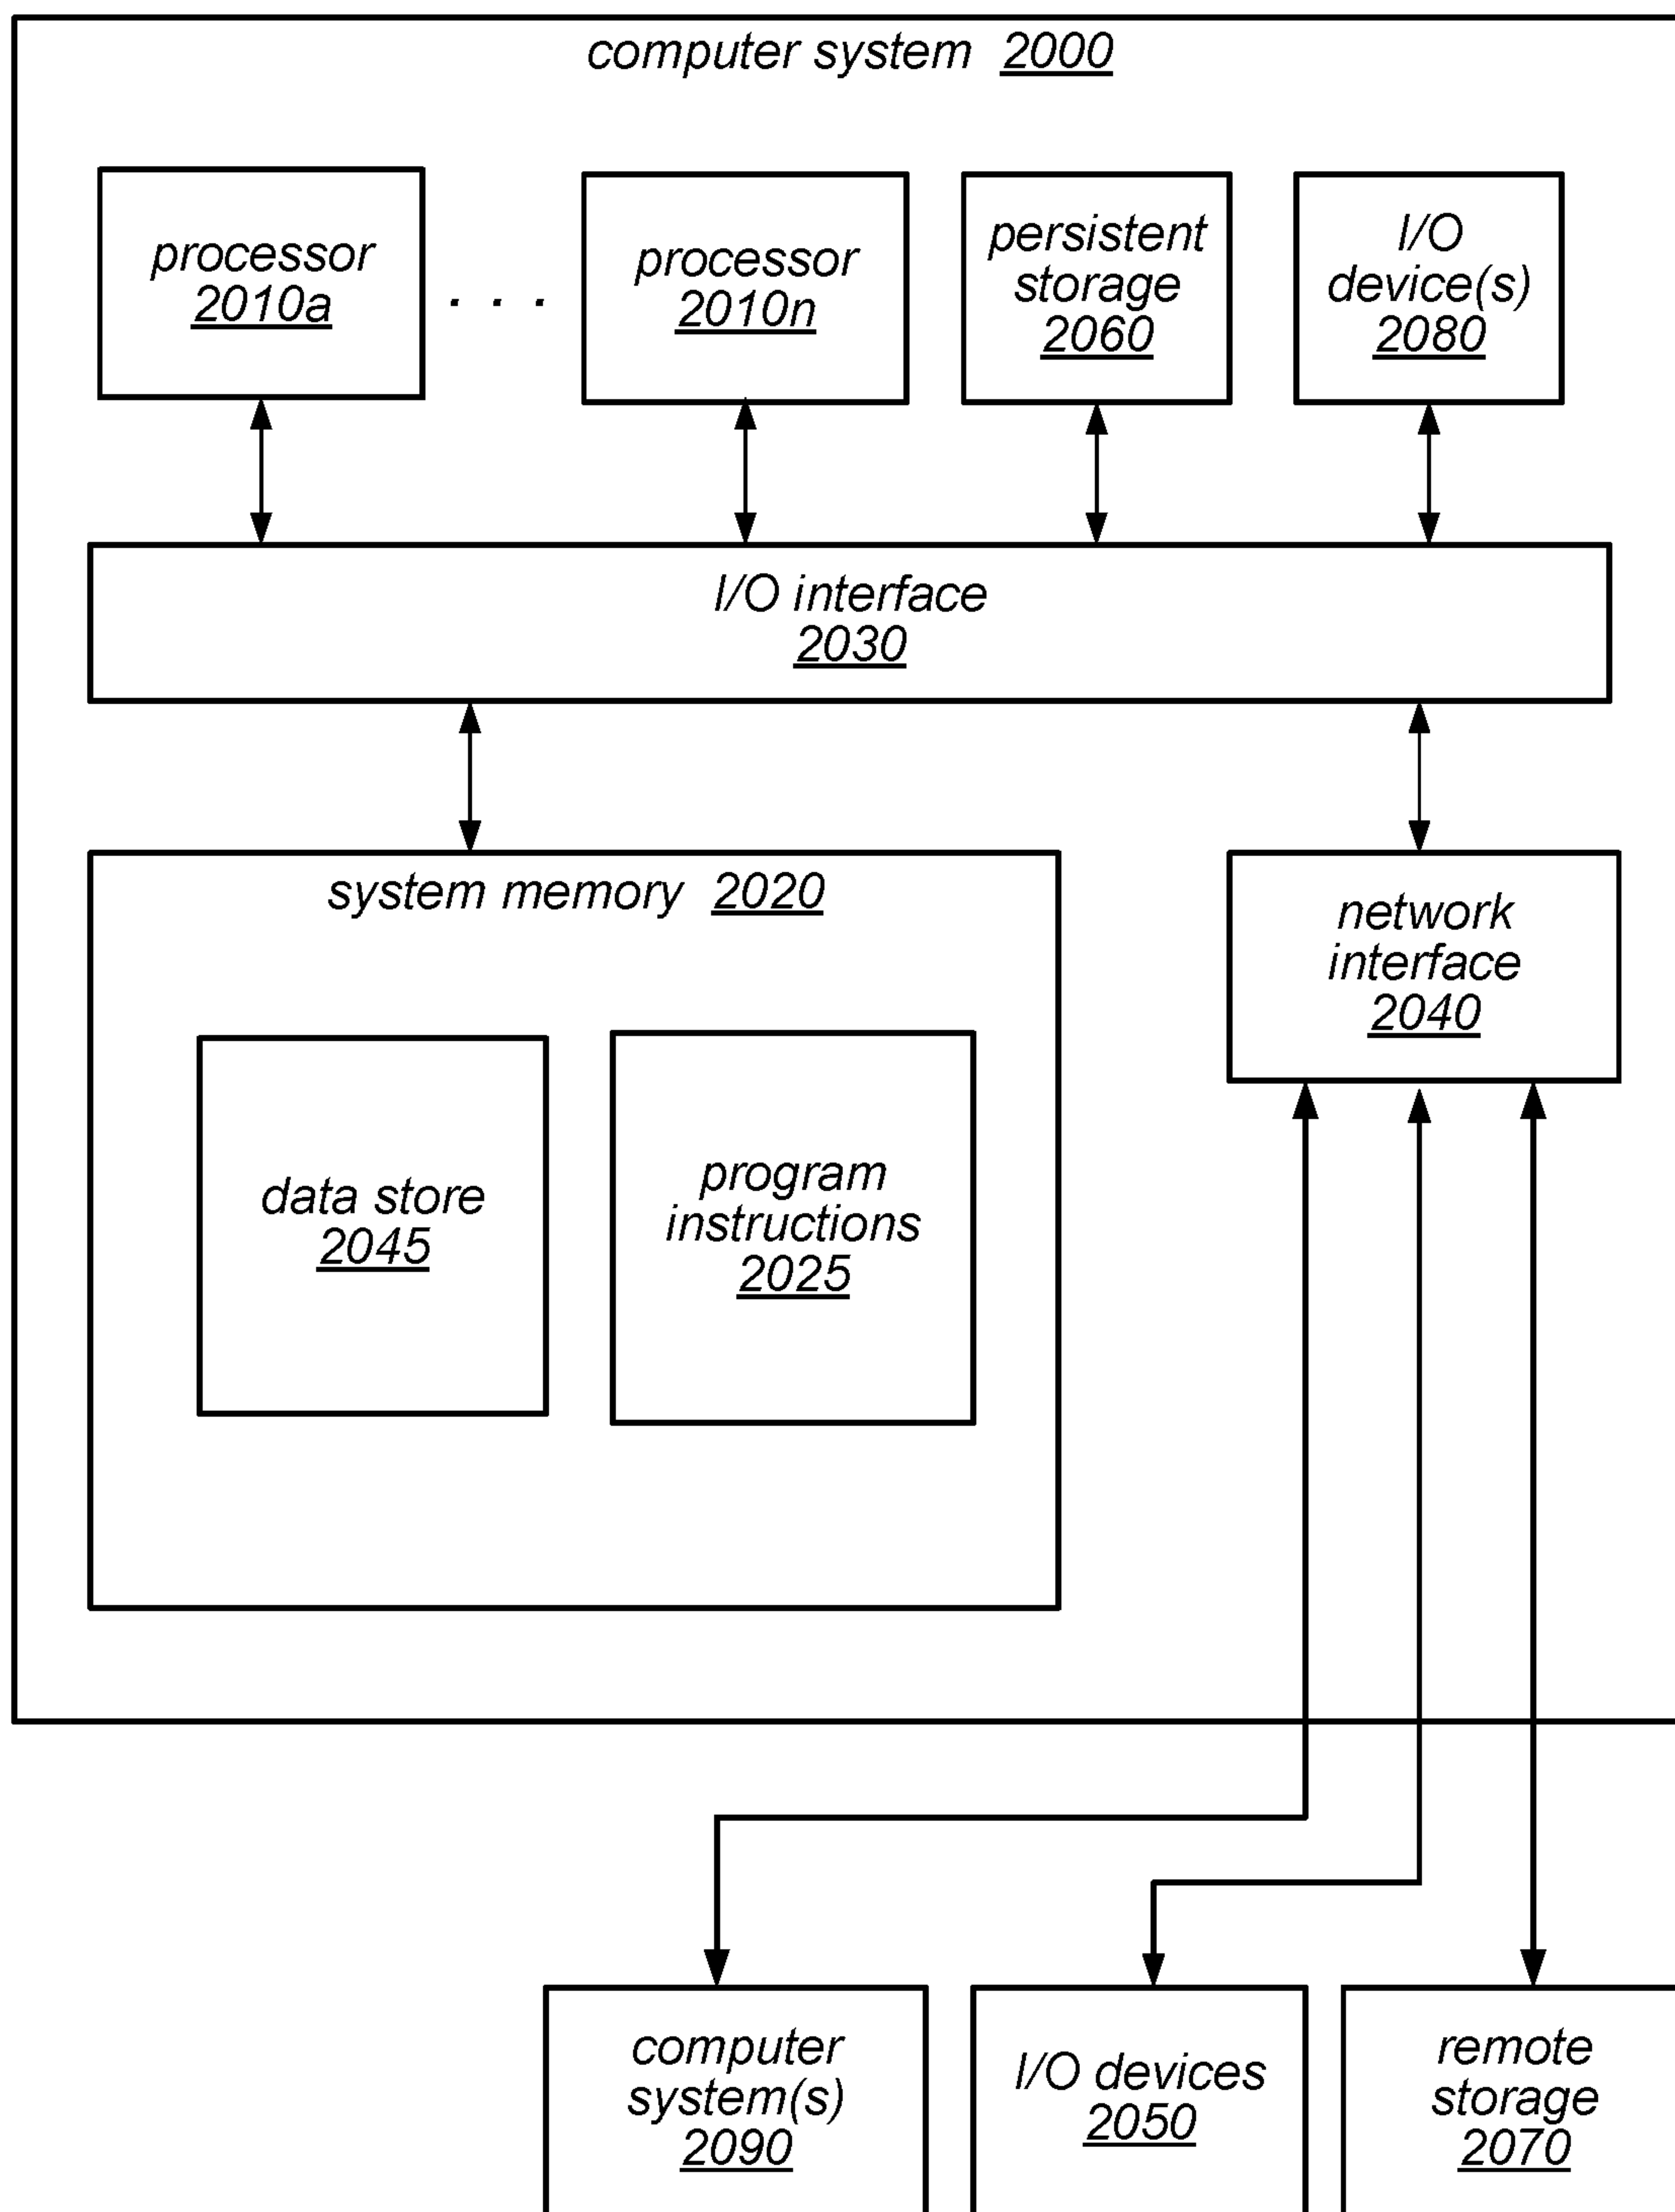 computer system 2000
processor
2010a
. . .
processor
2010n
persistent
storage
2060
I/O
device(s)
2080
I/O interface
2030
system memory 2020
network
interface
2040
data store
2045
program
instructions
2025
computer
system(s)
2090
I/O devices
2050
remote
storage
2070